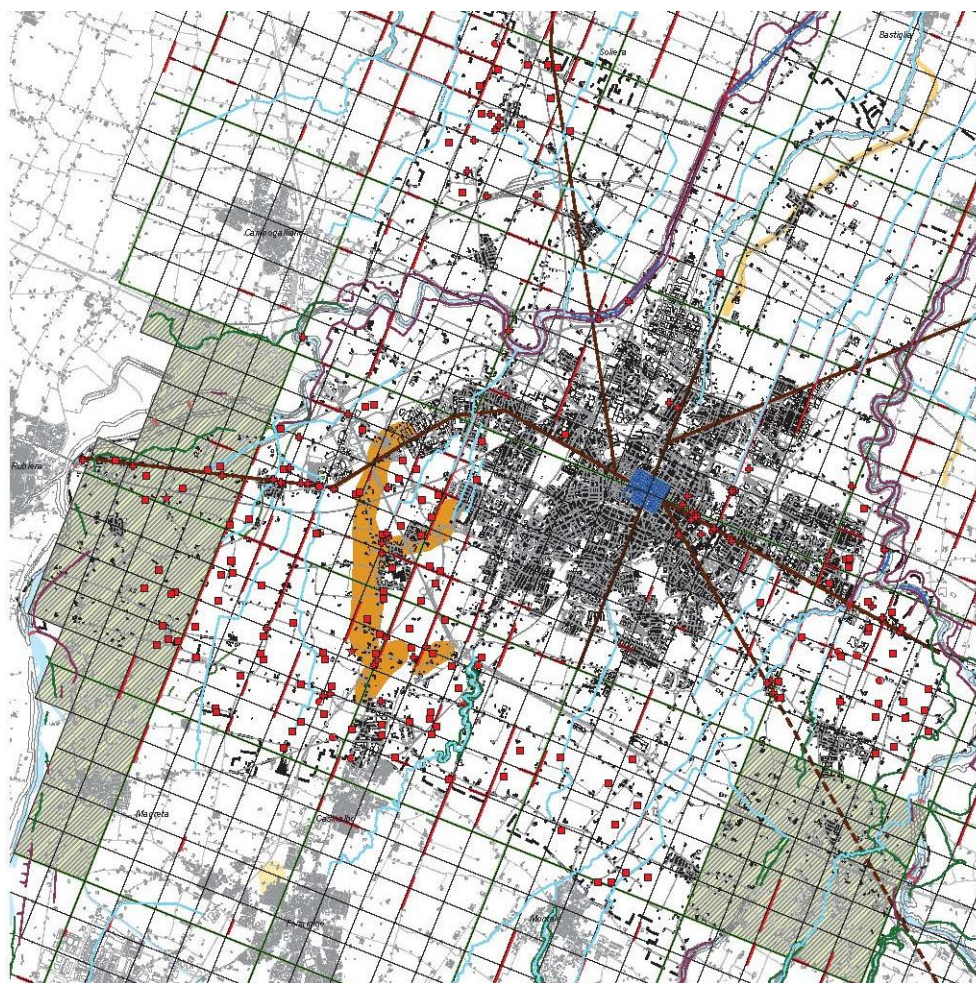 Bastiglia
Soliera
Campogalliano
Rubiera
Magreta
Casinalbo
Formigine
Montale